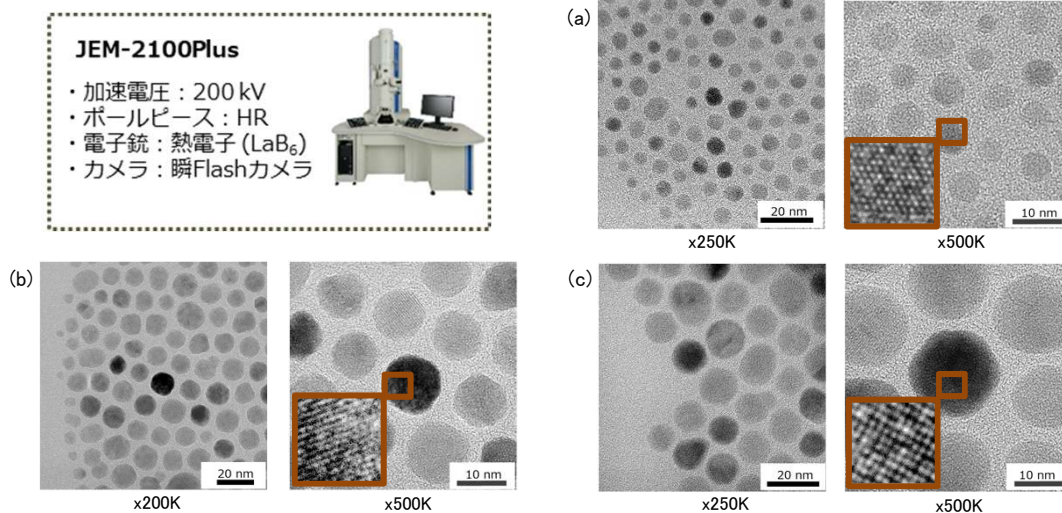 JEM-2100Plus
・加速電圧：200 kV
・ポールピース：HR
・電子銃：熱電子 (LaB₆)
・カメラ：瞬Flashカメラ
(a)
20 nm
10 nm
x250K
x500K
(b)
20 nm
10 nm
x200K
x500K
(c)
20 nm
10 nm
x250K
x500K